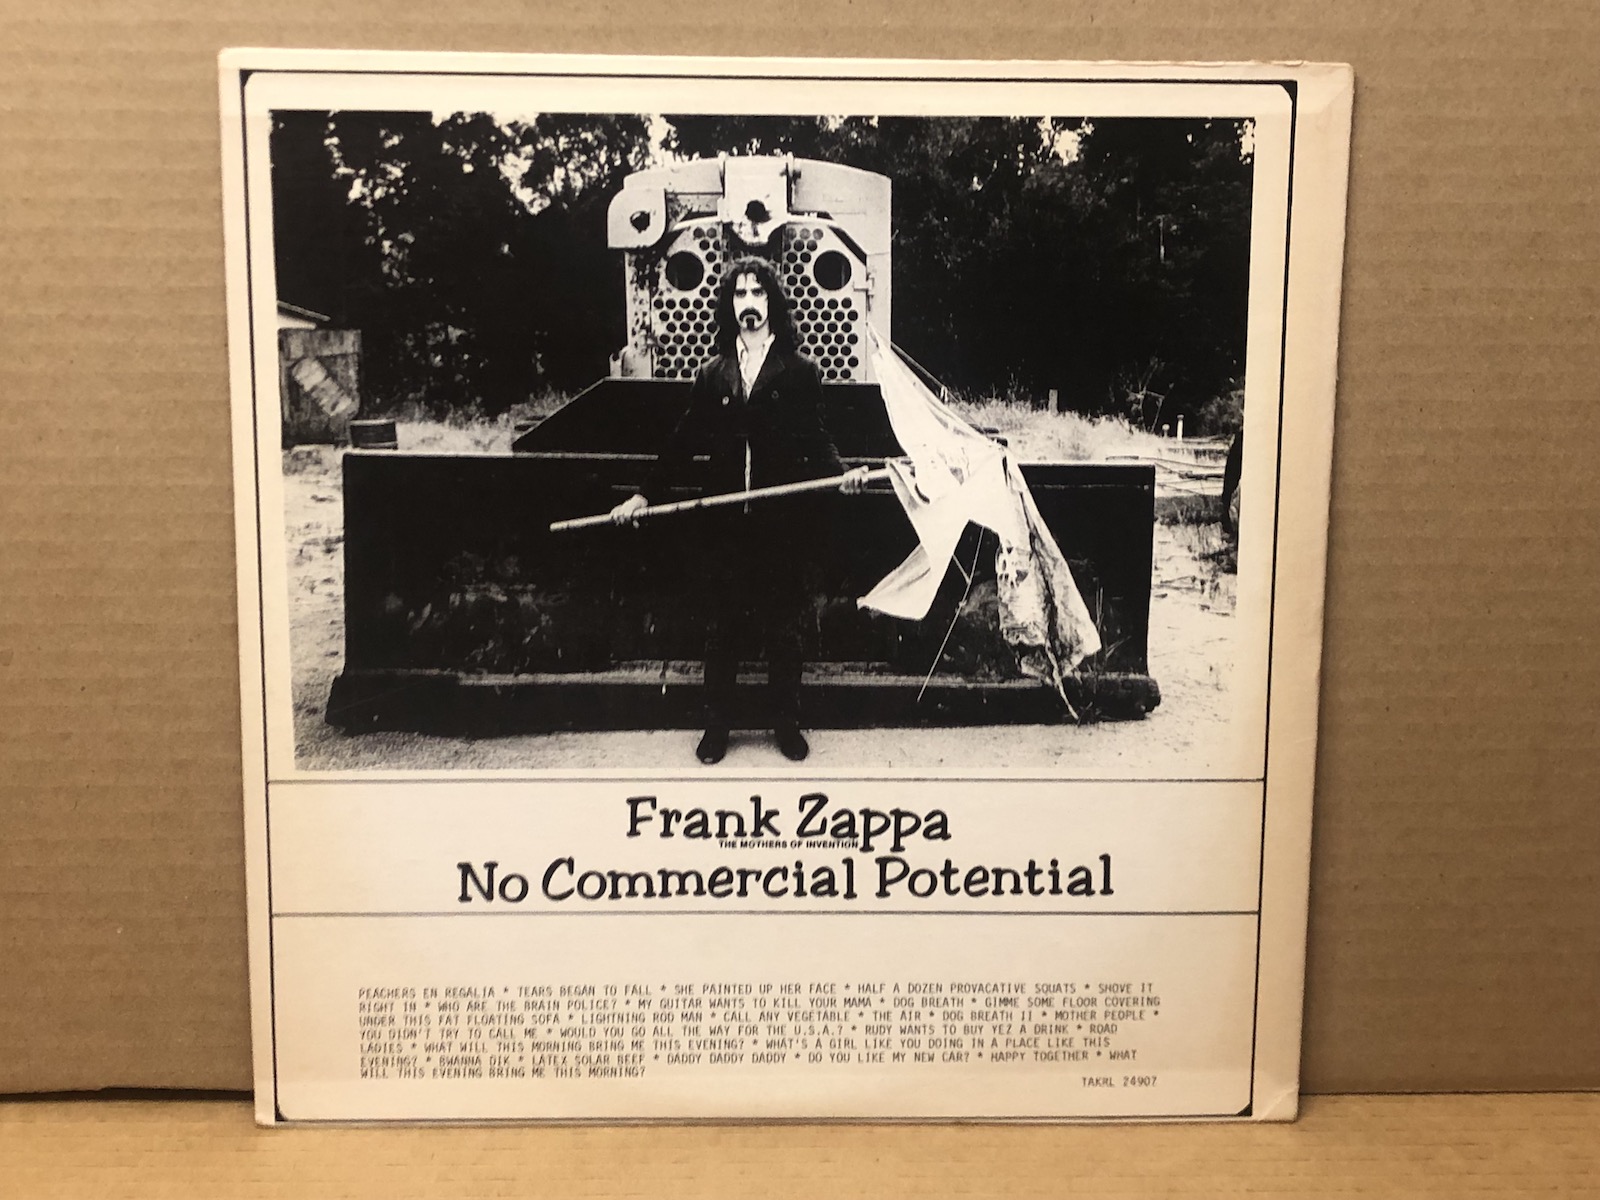 Frank Zappa
THE MOTHERS OF INVENTION
No Commercial Potential
PEACHERS EN REGALIA * TEARS BEGAN TO FALL * SHE PAINTED UP HER FACE * HALF A DOZEN PROVACATIVE SQUATS * SHOVE IT
RIGHT IN * WHO ARE THE BRAIN POLICE? * MY GUITAR WANTS TO KILL YOUR MAMA * DOG BREATH * GIMME SOME FLOOR COVERING
UNDER THIS FAT FLOATING SOFA * LIGHTNING ROD MAN * CALL ANY VEGETABLE * THE AIR * DOG BREATH II * MOTHER PEOPLE *
YOU DIDN'T TRY TO CALL ME * WOULD YOU GO ALL THE WAY FOR THE U.S.A.? * RUDY WANTS TO BUY YEZ A DRINK * ROAD
LADIES * WHAT WILL THIS MORNING BRING ME THIS EVENING? * WHAT'S A GIRL LIKE YOU DOING IN A PLACE LIKE THIS
EVENING? * BWANNA DIK * LATEX SOLAR BEEF * DADDY DADDY DADDY * DO YOU LIKE MY NEW CAR? * HAPPY TOGETHER * WHAT
WILL THIS EVENING BRING ME THIS MORNING?
TAKRL 24907